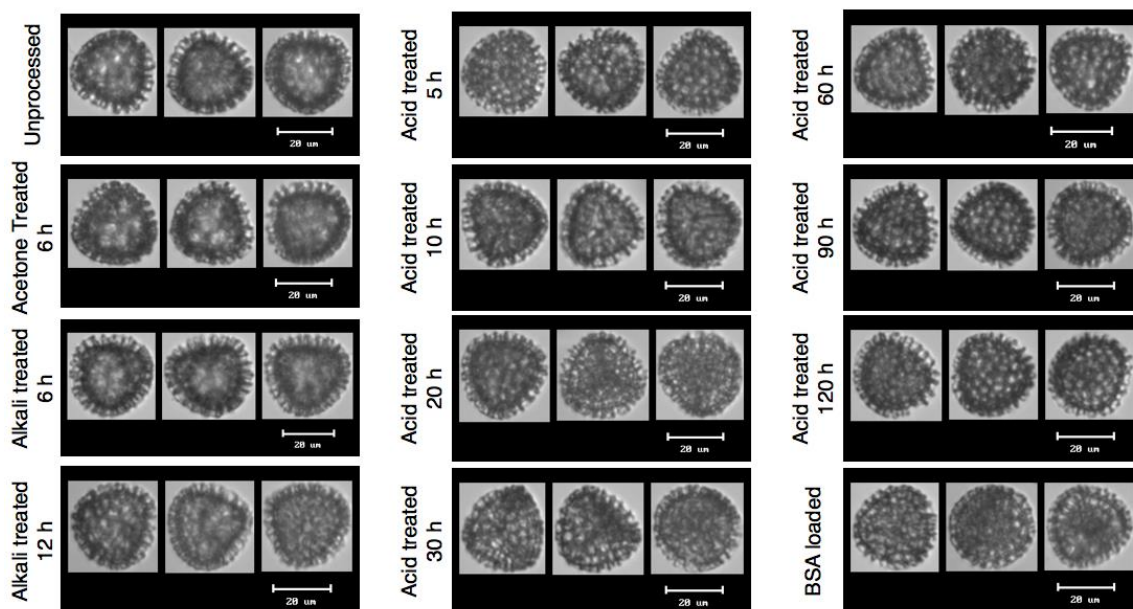 Unprocessed
20 um
Acetone Treated
6 h
20 um
Alkali treated
6 h
20 um
Alkali treated
12 h
20 um
Acid treated
5 h
20 um
Acid treated
10 h
20 um
Acid treated
20 h
20 um
Acid treated
30 h
20 um
Acid treated
60 h
20 um
Acid treated
90 h
20 um
Acid treated
120 h
20 um
BSA loaded
20 um